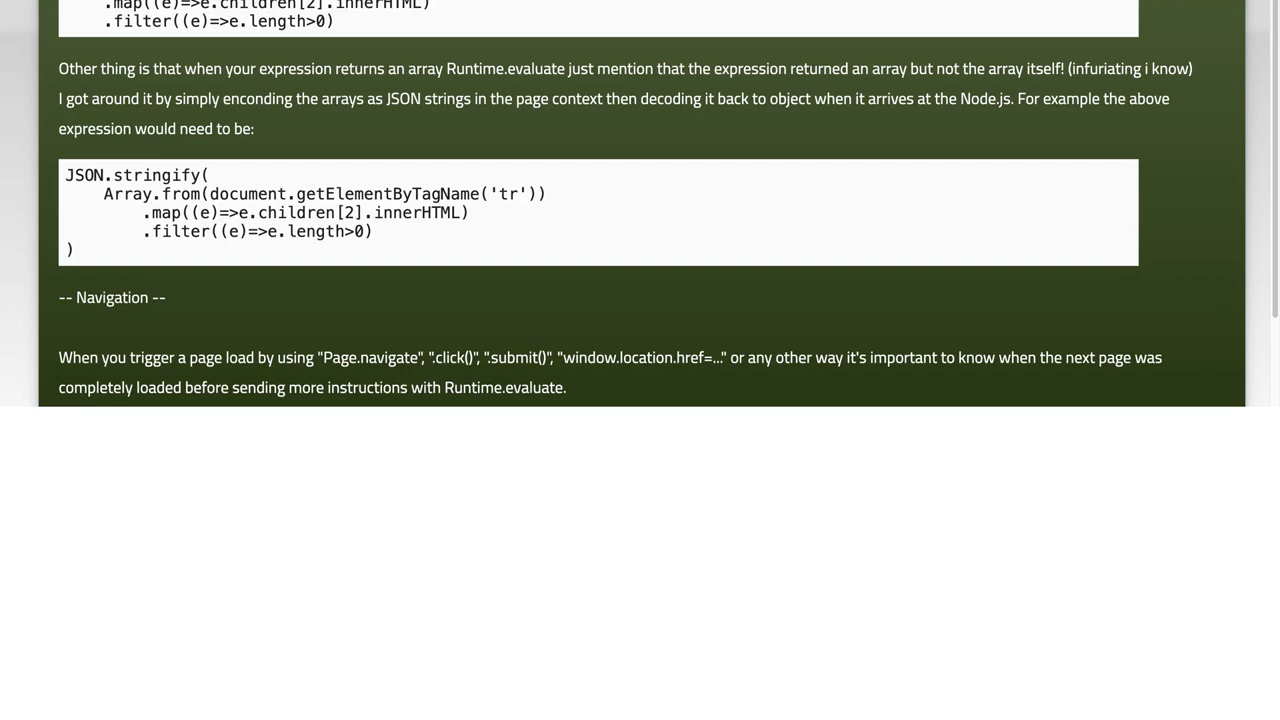 .map((e)=>e.children[2].innerHTML)
.filter((e)=>e.length>0)
Other thing is that when your expression returns an array Runtime.evaluate just mention that the expression returned an array but not the array itself! (infuriating i know)
I got around it by simply enconding the arrays as JSON strings in the page context then decoding it back to object when it arrives at the Node.js. For example the above
expression would need to be:
JSON.stringify(
Array.from(document.getElementByTagName('tr'))
.map((e)=>e.children[2].innerHTML)
.filter((e)=>e.length>0)
)
-- Navigation --
When you trigger a page load by using "Page.navigate", ".click()", ".submit()", "window.location.href=..." or any other way it's important to know when the next page was
completely loaded before sending more instructions with Runtime.evaluate.